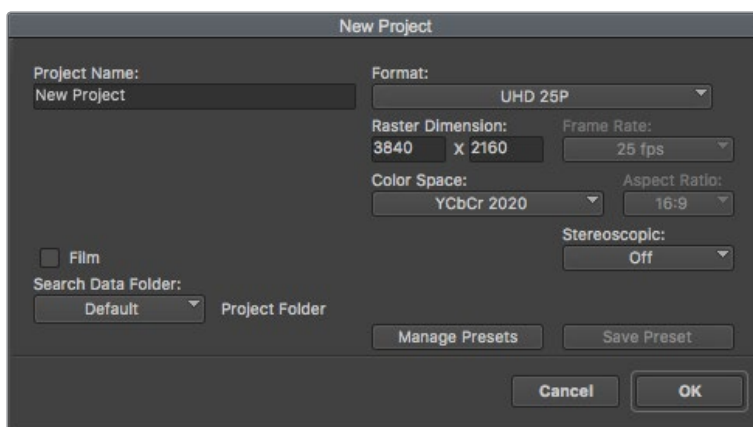 New Project
Project Name:
New Project
Format:
UHD 25P
Raster Dimension:
3840 x 2160
Frame Rate:
25 fps
Color Space:
YCbCr 2020
Aspect Ratio:
16:9
Stereoscopic:
Off
Film
Search Data Folder:
Default
Project Folder
Manage Presets
Save Preset
Cancel
OK